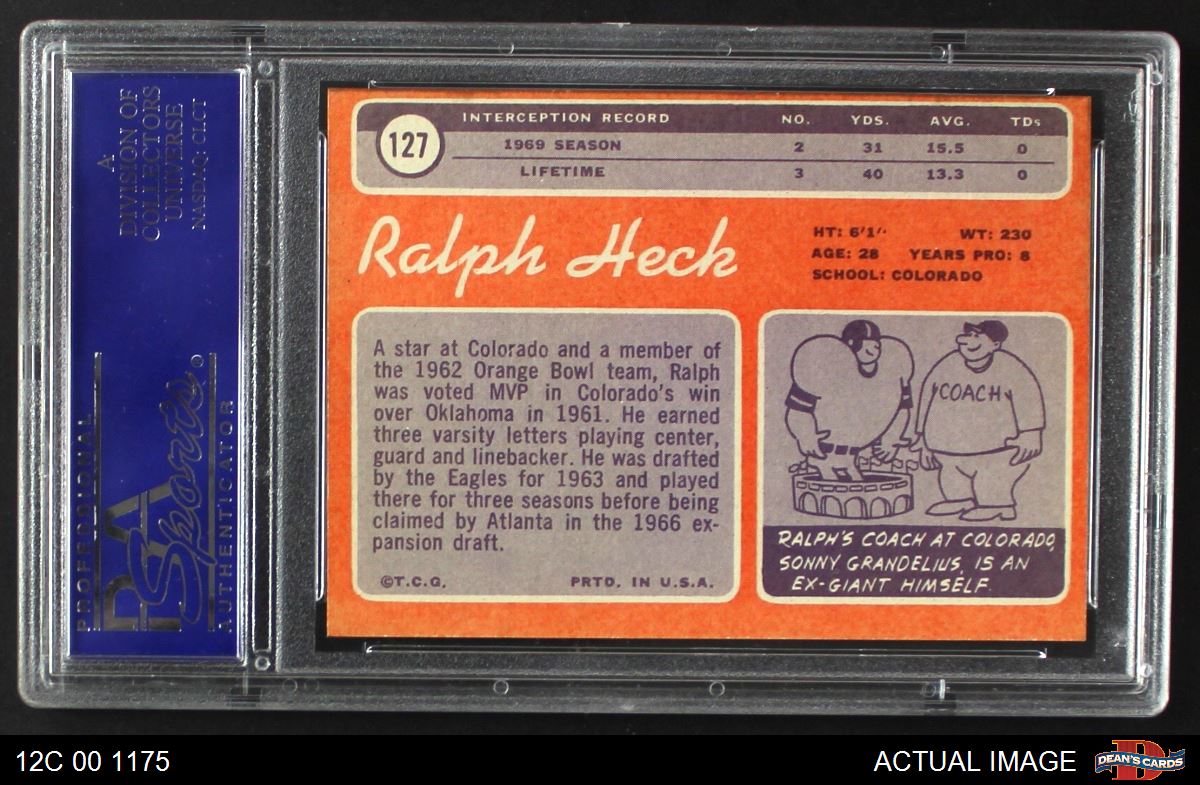 A
DIVISION OF
COLLECTORS
UNIVERSE
NASDAQ: CLCT
PROFESSIONAL
PSA
Sports
AUTHENTICATOR
127
INTERCEPTION RECORD NO. YDS. AVG. TDs
1969 SEASON 2 31 15.5 0
LIFETIME 3 40 13.3 0
Ralph Heck
HT: 6'1" WT: 230
AGE: 28 YEARS PRO: 8
SCHOOL: COLORADO
A star at Colorado and a member of
the 1962 Orange Bowl team, Ralph
was voted MVP in Colorado's win
over Oklahoma in 1961. He earned
three varsity letters playing center,
guard and linebacker. He was drafted
by the Eagles for 1963 and played
there for three seasons before being
claimed by Atlanta in the 1966 ex-
pansion draft.
©T.C.G. PRTD. IN U.S.A.
COACH
RALPH'S COACH AT COLORADO,
SONNY GRANDELIUS, IS AN
EX-GIANT HIMSELF.
12C 00 1175
ACTUAL IMAGE
D
DEAN'S CARDS